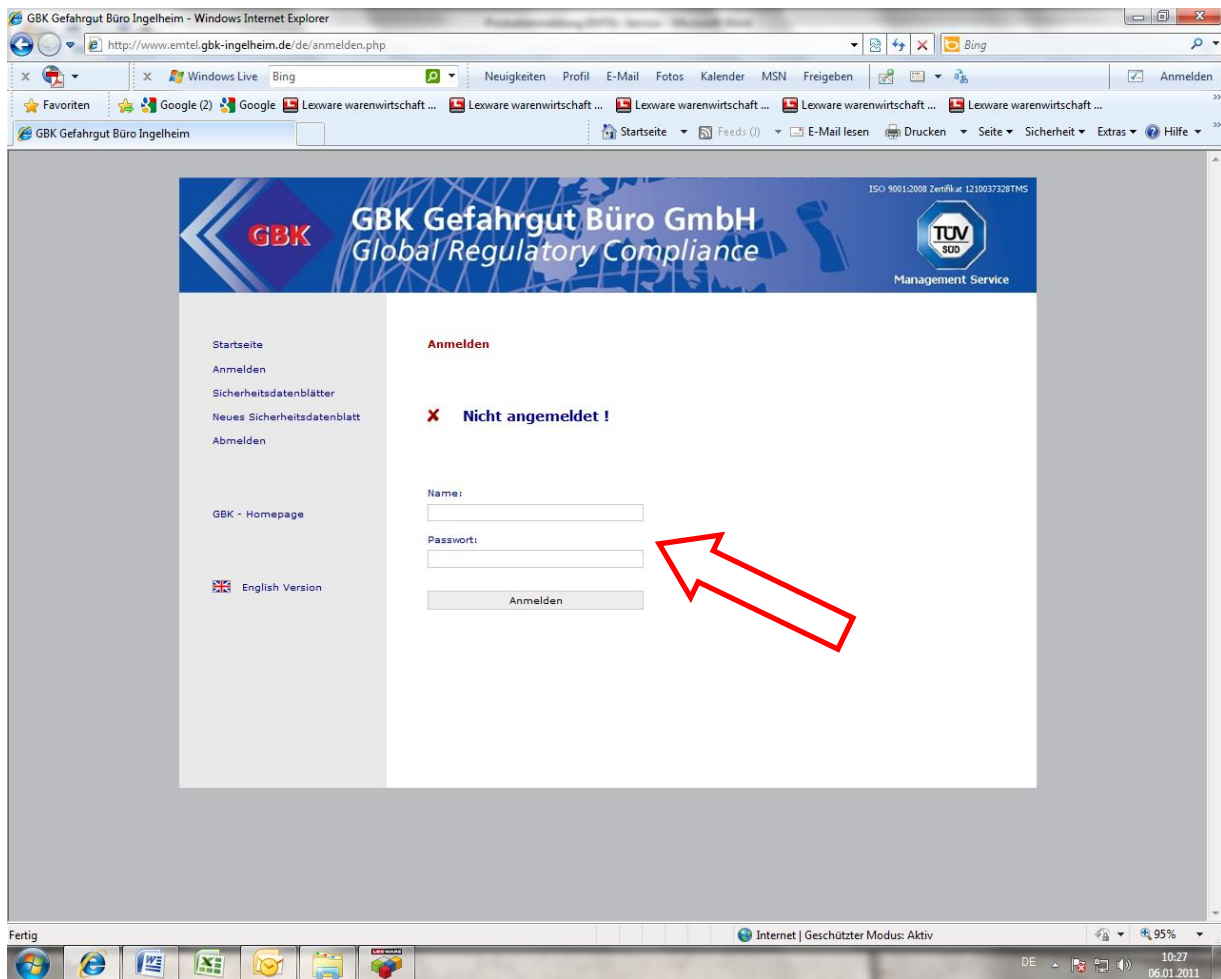 GBK Gefahrgut Büro Ingelheim - Windows Internet Explorer
http://www.emtel.gbk-ingelheim.de/de/anmelden.php
Bing
x
x Windows Live Bing Neuigkeiten Profil E-Mail Fotos Kalender MSN Freigeben Anmelden
Favoriten Google (2) Google Lexware warenwirtschaft ... Lexware warenwirtschaft ... Lexware warenwirtschaft ... Lexware warenwirtschaft ... Lexware warenwirtschaft ...
GBK Gefahrgut Büro Ingelheim Startseite Feeds (J) E-Mail lesen Drucken Seite Sicherheit Extras Hilfe
ISO 9001:2008 Zertifikat 1210037328TMS
GBK
GBK Gefahrgut Büro GmbH
Global Regulatory Compliance
TÜV
SÜD
Management Service
Startseite
Anmelden
Sicherheitsdatenblätter
Neues Sicherheitsdatenblatt
Abmelden
GBK - Homepage
English Version
Anmelden
Nicht angemeldet !
Name:
Passwort:
Anmelden
Fertig Internet | Geschützter Modus: Aktiv 95%
LEXWARE
DE 10:27
06.01.2011